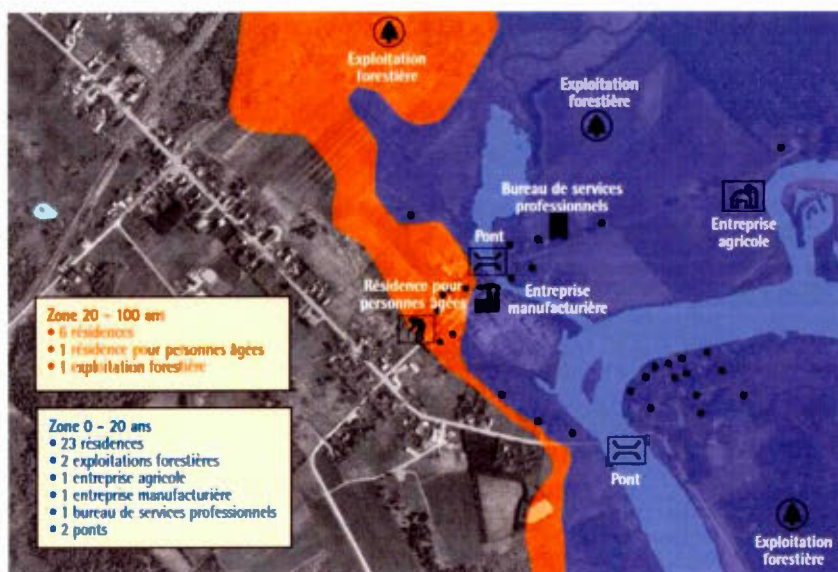 Exploitation
forestière
Exploitation
forestière
Bureau de services
professionnels
Pont
Entreprise
agricole
Résidence pour
personnes âgées
Entreprise
manufacturière
Zone 20 - 100 ans
• 6 résidences
• 1 résidence pour personnes âgées
• 1 exploitation forestière
Zone 0 - 20 ans
• 23 résidences
• 2 exploitations forestières
• 1 entreprise agricole
• 1 entreprise manufacturière
• 1 bureau de services professionnels
• 2 ponts
Pont
Exploitation
forestière